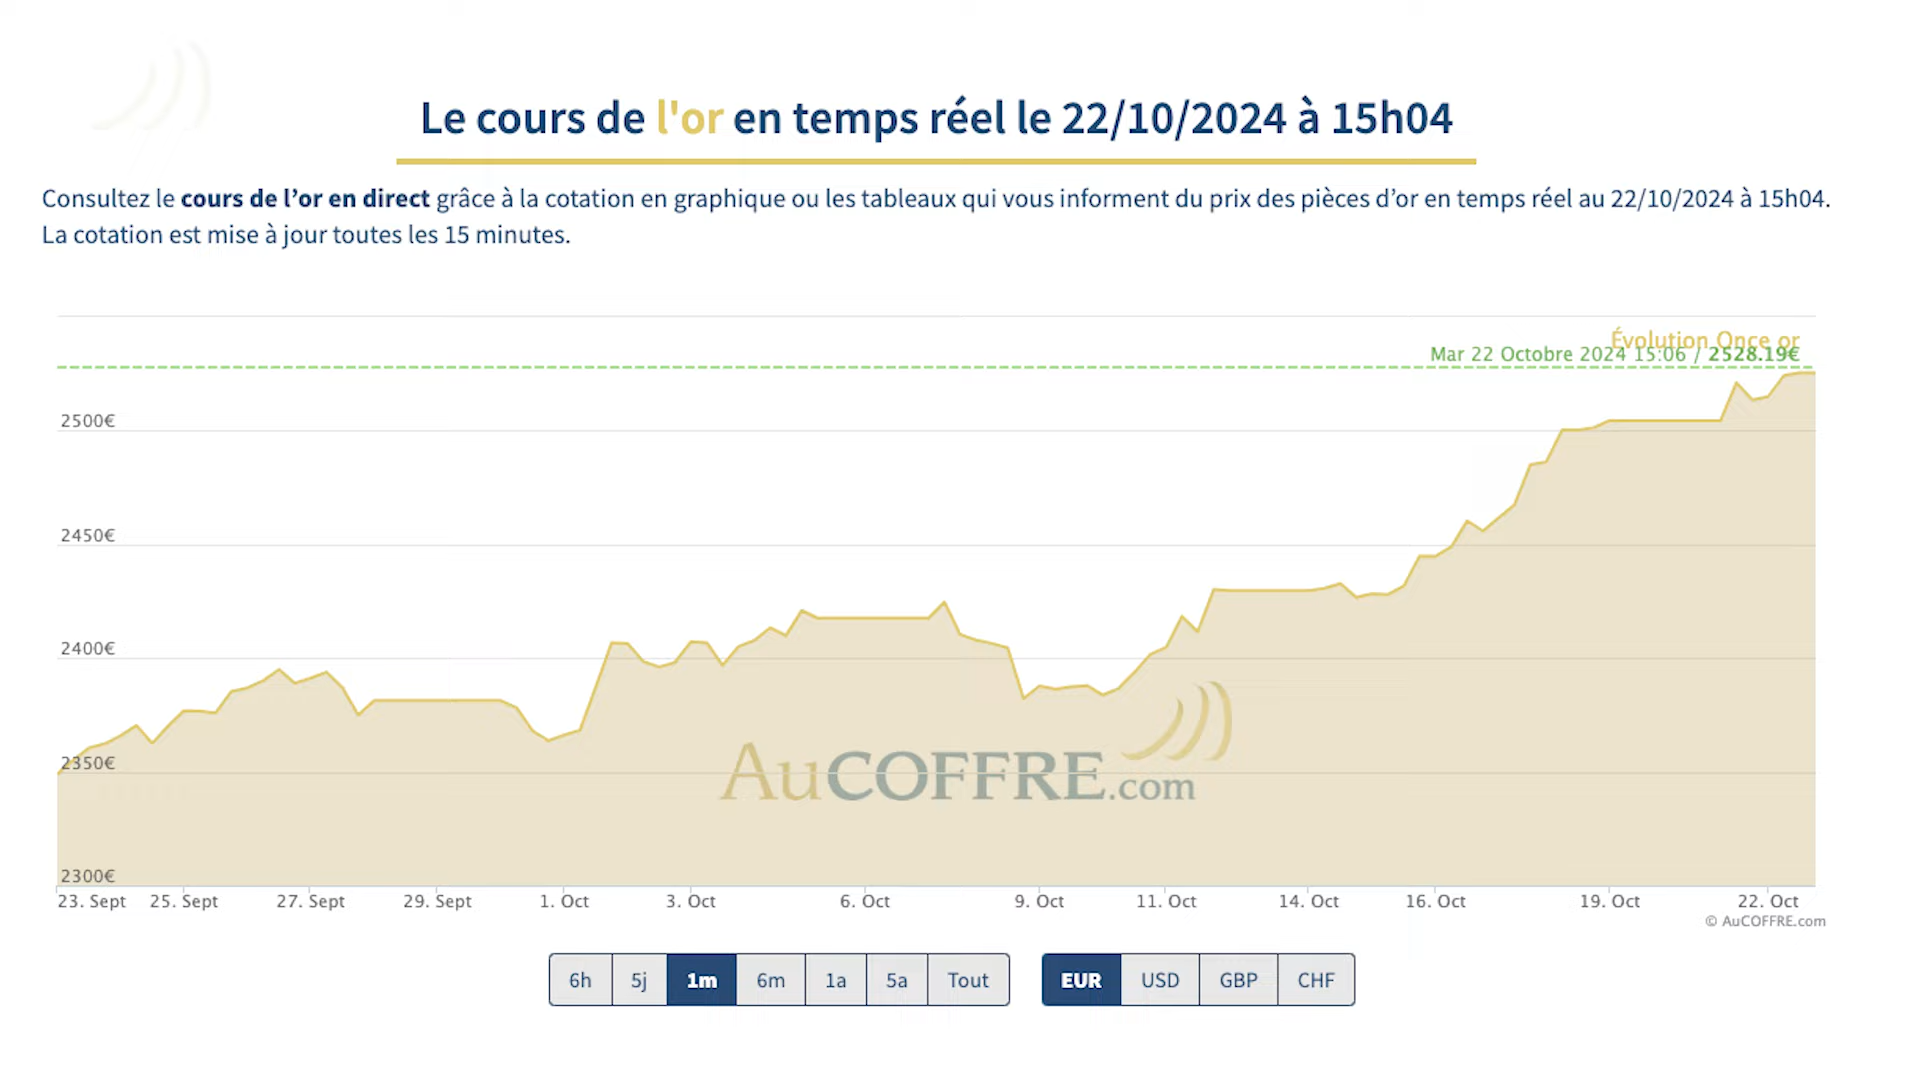 Le cours de l'or en temps réel le 22/10/2024 à 15h04
Consultez le cours de l’or en direct grâce à la cotation en graphique ou les tableaux qui vous informent du prix des pièces d’or en temps réel au 22/10/2024 à 15h04.
La cotation est mise à jour toutes les 15 minutes.
Évolution Once or
Mar 22 Octobre 2024 15:06 / 2528.19€
2500€
2450€
2400€
2350€
2300€
AuCOFFRE.com
23. Sept 25. Sept 27. Sept 29. Sept 1. Oct 3. Oct 6. Oct 9. Oct 11. Oct 14. Oct 16. Oct 19. Oct 22. Oct
© AuCOFFRE.com
6h 5j 1m 6m 1a 5a Tout EUR USD GBP CHF